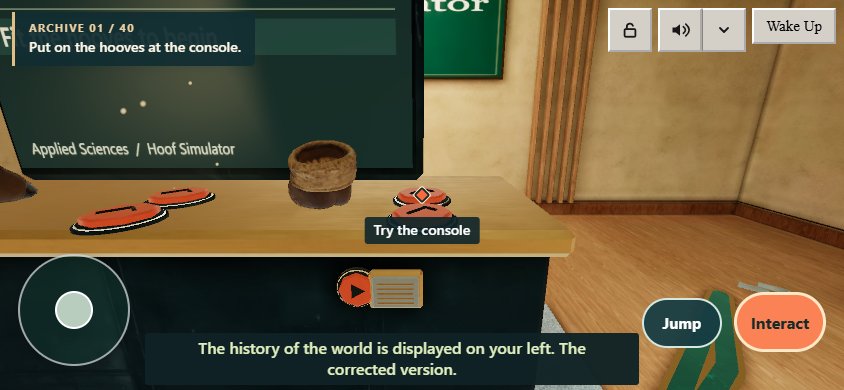 ARCHIVE 01 / 40
Put on the hooves at the console.
Wake Up
Applied Sciences / Hoof Simulator
Try the console
Jump
Interact
The history of the world is displayed on your left. The
corrected version.